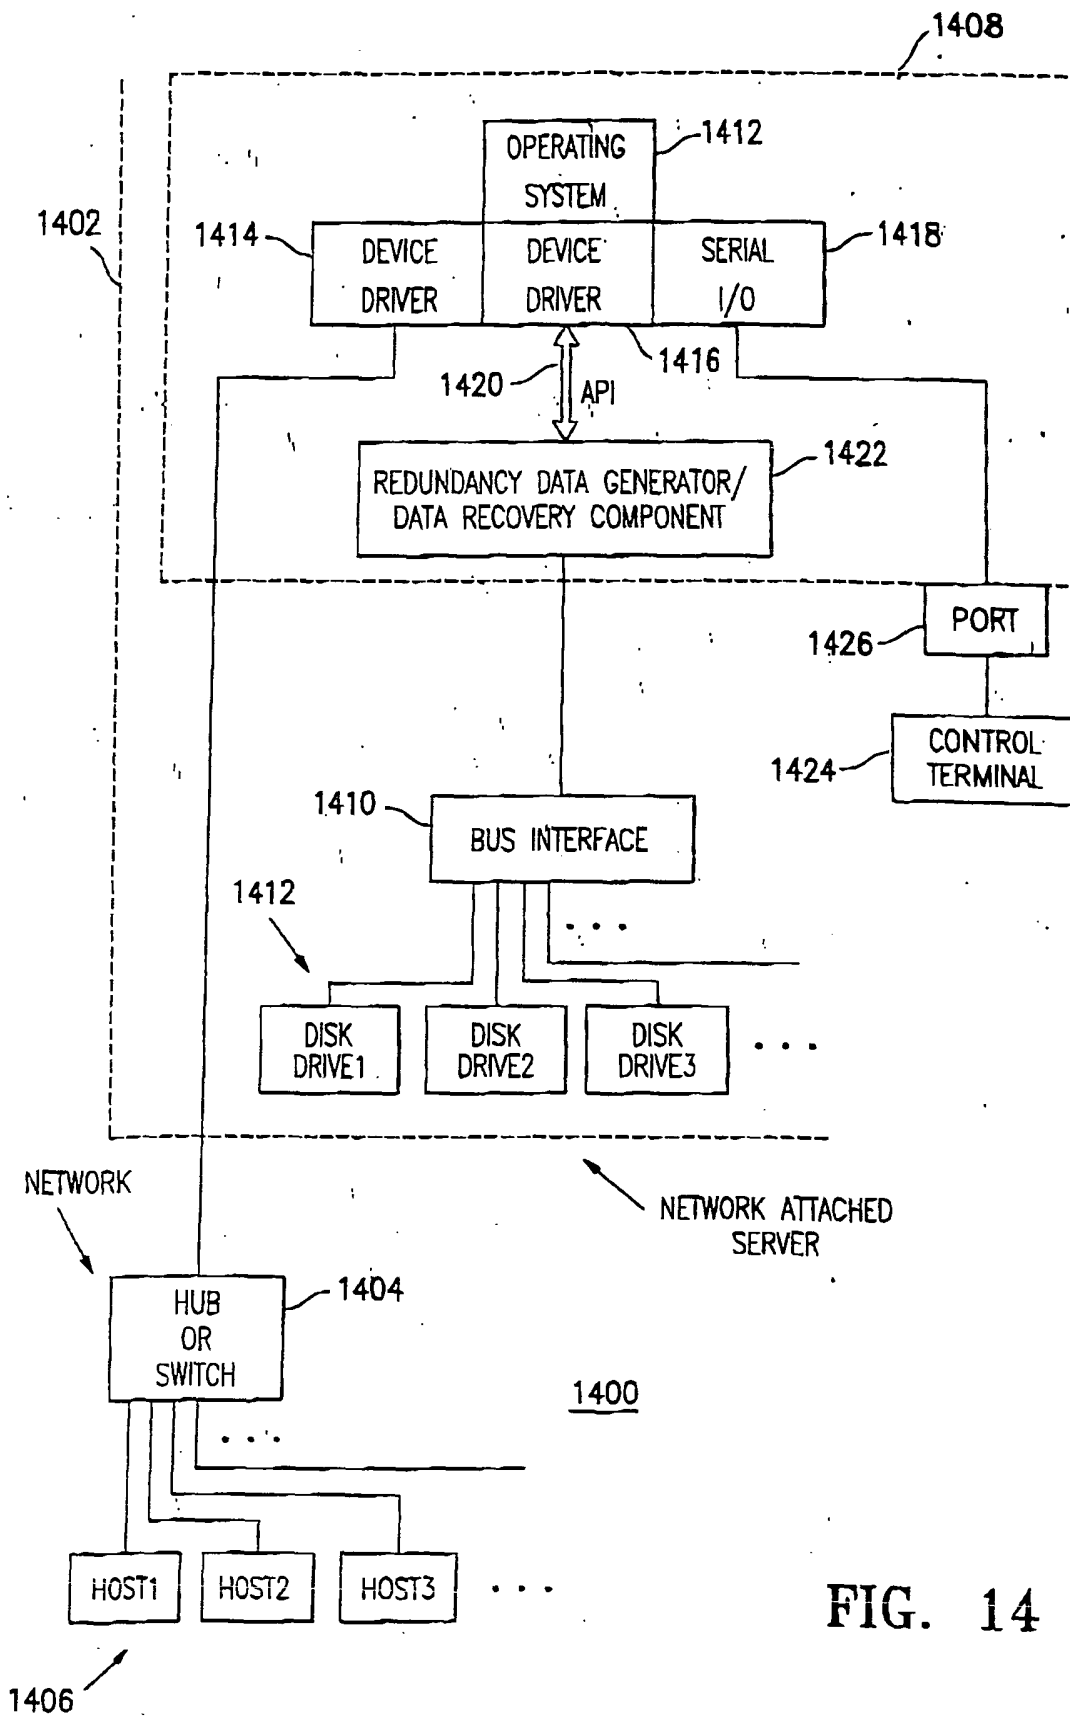 1408
OPERATING
SYSTEM
1412
1402
1414
DEVICE
DRIVER
DEVICE
DRIVER
SERIAL
I/O
1418
1416
1420
API
REDUNDANCY DATA GENERATOR/
DATA RECOVERY COMPONENT
1422
PORT
1426
CONTROL
TERMINAL
1424
1410
BUS INTERFACE
1412
...
DISK
DRIVE1
DISK
DRIVE2
DISK
DRIVE3
...
NETWORK
NETWORK ATTACHED
SERVER
HUB
OR
SWITCH
1404
1400
...
HOST1
HOST2
HOST3
...
1406
FIG. 14